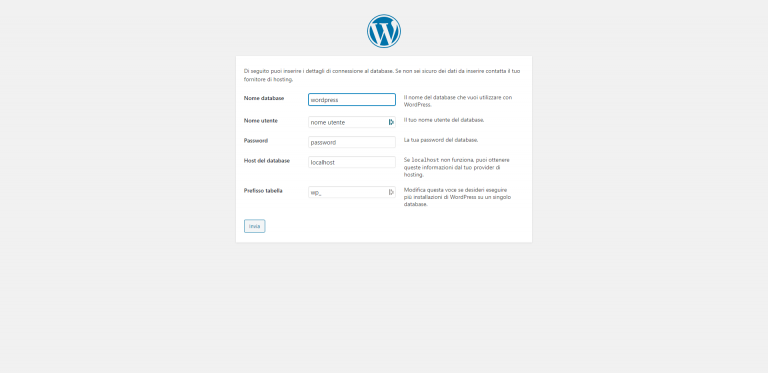 Di seguito puoi inserire i dettagli di connessione al database. Se non sei sicuro dei dati da inserire contatta il tuo
fornitore di hosting.
Nome database wordpress Il nome del database che vuoi utilizzare con
WordPress.
Nome utente nome utente Il tuo nome utente del database.
Password password La tua password del database.
Host del database localhost Se localhost non funziona, puoi ottenere
queste informazioni dal tuo provider di
hosting.
Prefisso tabella wp_ Modifica questa voce se desideri eseguire
più installazioni di WordPress su un singolo
database.
Invia